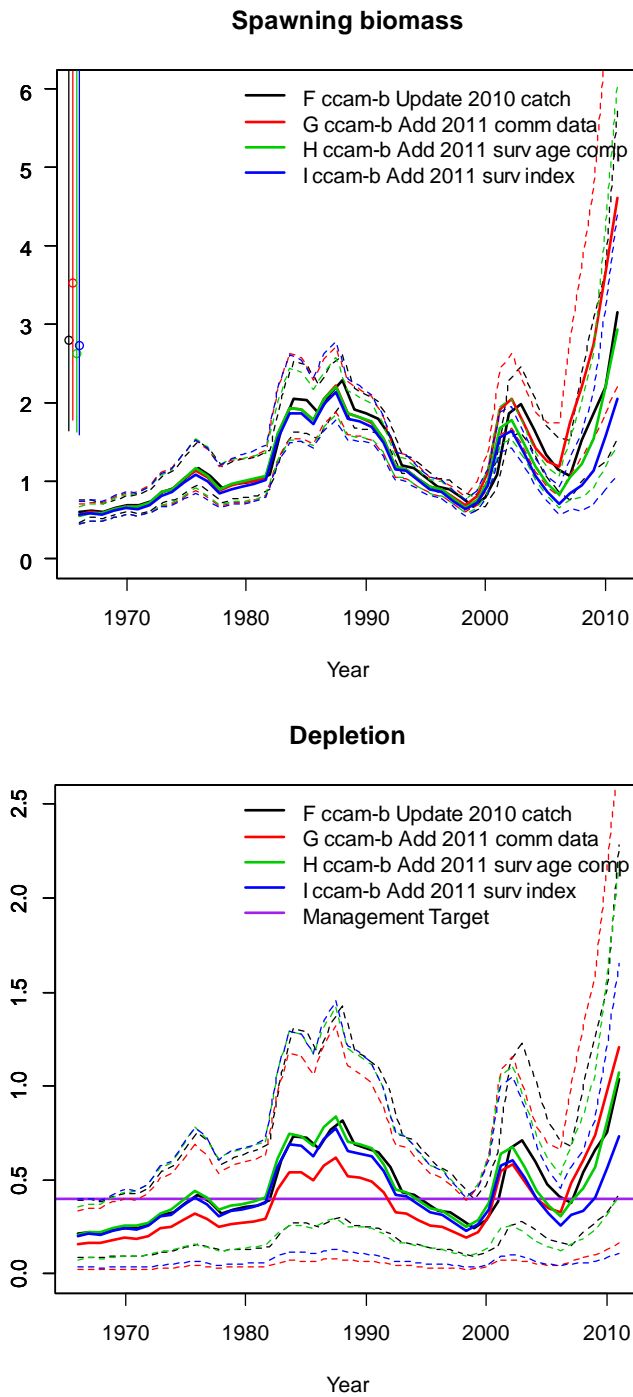 Spawning biomass
6
5
4
3
2
1
0
F ccam-b Update 2010 catch
G ccam-b Add 2011 comm data
H ccam-b Add 2011 surv age comp
I ccam-b Add 2011 surv index
1970 1980 1990 2000 2010
Year
Depletion
2.5
2.0
1.5
1.0
0.5
0.0
F ccam-b Update 2010 catch
G ccam-b Add 2011 comm data
H ccam-b Add 2011 surv age comp
I ccam-b Add 2011 surv index
Management Target
1970 1980 1990 2000 2010
Year